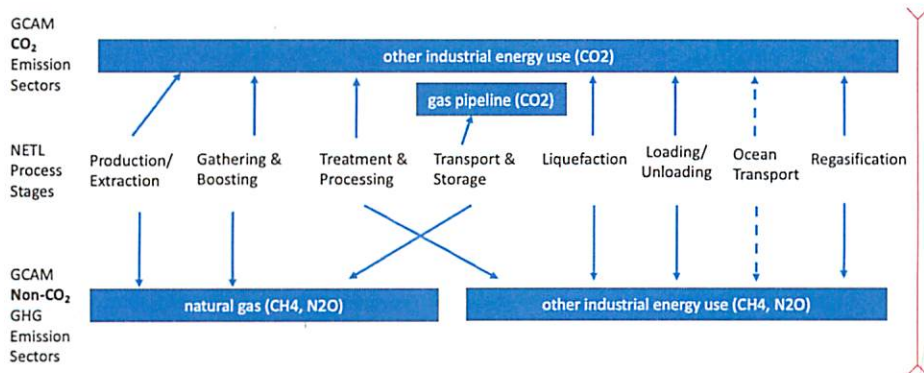 GCAM
CO₂
Emission
Sectors
other industrial energy use (CO2)
gas pipeline (CO2)
NETL
Process
Stages
Production/
Extraction
Gathering &
Boosting
Treatment &
Processing
Transport &
Storage
Liquefaction
Loading/
Unloading
Ocean
Transport
Regasification
GCAM
Non-CO₂
GHG
Emission
Sectors
natural gas (CH4, N2O)
other industrial energy use (CH4, N2O)